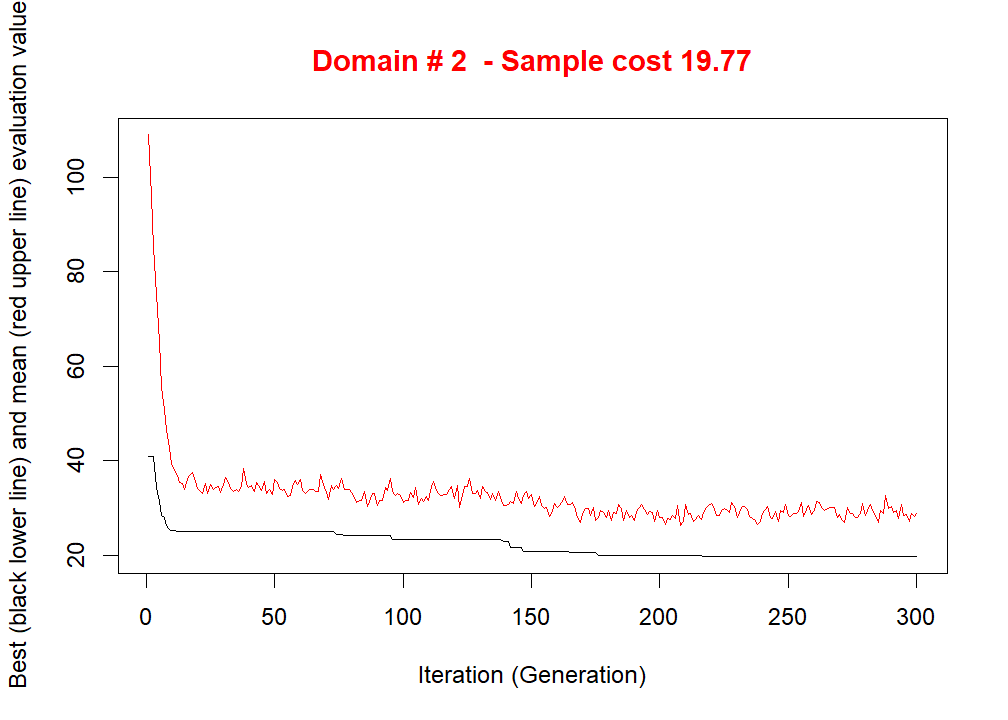 Domain # 2  - Sample cost 19.77
Best (black lower line) and mean (red upper line) evaluation value
100
80
60
40
20
0 50 100 150 200 250 300
Iteration (Generation)